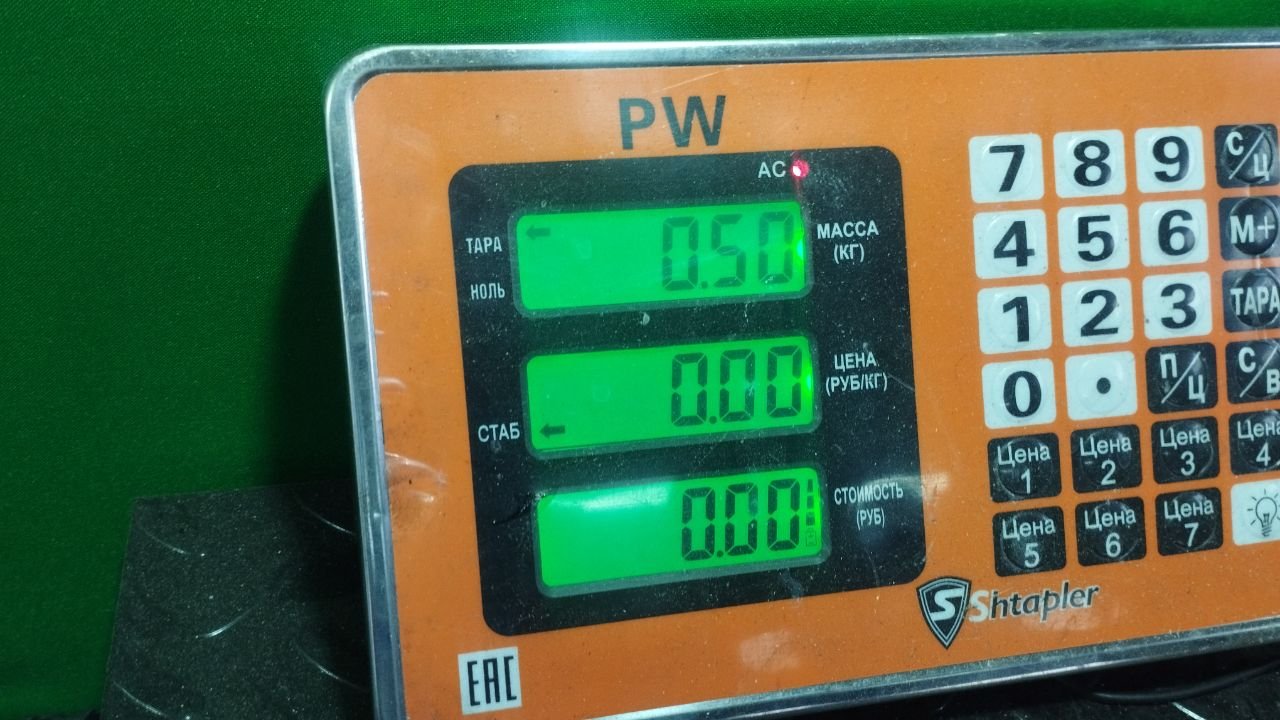 PW
AC
ТАРА
НОЛЬ
0.50
МАССА
(КГ)
0.00
ЦЕНА
(РУБ/КГ)
СТАБ
0.00
СТОИМОСТЬ
(РУБ)
7 8 9 С/Ц
4 5 6 М+
1 2 3 ТАРА
0 . П/Ц С/В
Цена 1 Цена 2 Цена 3 Цена 4
Цена 5 Цена 6 Цена 7
S Shtapler
EAC